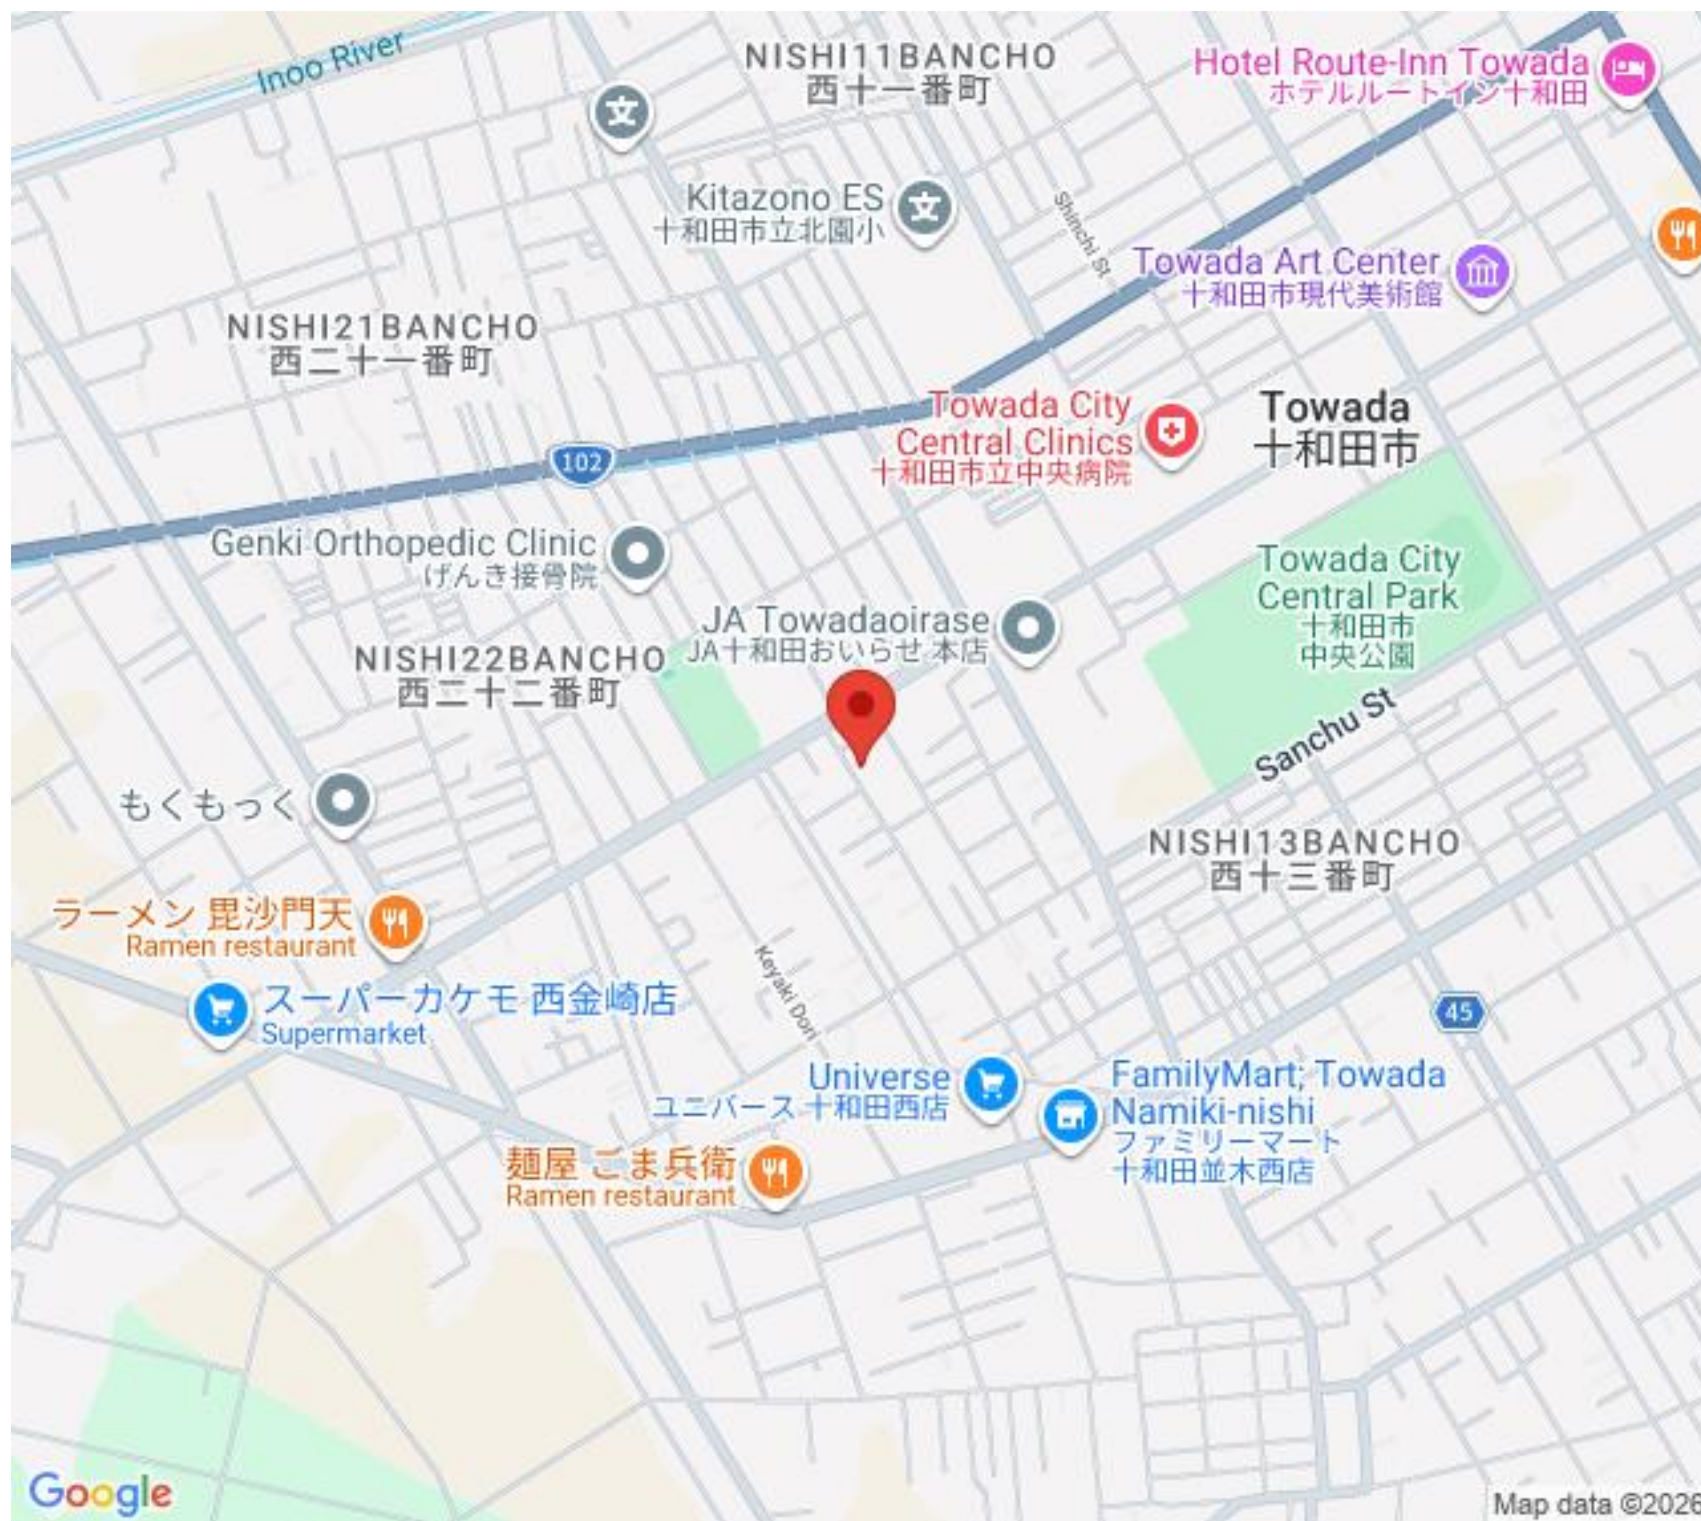 Inoo River
NISHI11BANCHO
西十一番町
Hotel Route-Inn Towada
ホテルルートイン十和田
文
Kitazono ES
十和田市立北園小
文
Shinchi St
Towada Art Center
十和田市現代美術館
NISHI21BANCHO
西二十一番町
Towada City
Central Clinics
十和田市立中央病院
Towada
十和田市
102
Genki Orthopedic Clinic
げんき接骨院
Towada City
Central Park
十和田市
中央公園
JA Towadaoirase
JA十和田おいらせ 本店
NISHI22BANCHO
西二十二番町
Sanchu St
もくもっく
NISHI13BANCHO
西十三番町
ラーメン 毘沙門天
Ramen restaurant
Keyaki Dori
スーパーカケモ 西金崎店
Supermarket
45
Universe
ユニバース 十和田西店
FamilyMart; Towada
Namiki-nishi
ファミリーマート
十和田並木西店
麺屋 ごま兵衛
Ramen restaurant
Google
Map data ©2026